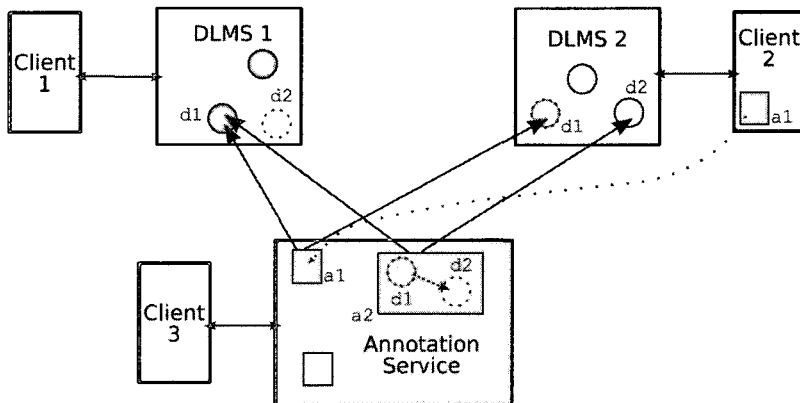 Client
1
DLMS 1
d1
d2
DLMS 2
d1
d2
Client
2
a1
Client
3
a1
d1
d2
a2
Annotation
Service